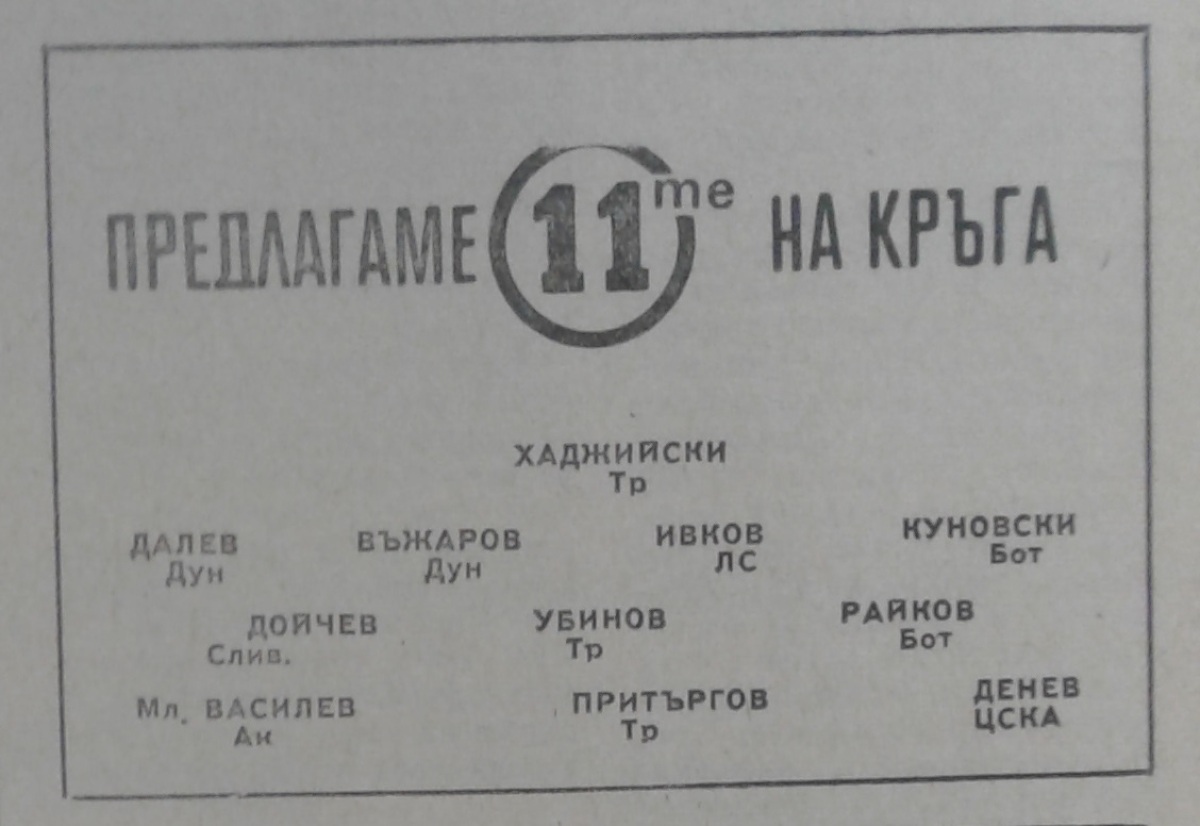 ПРЕДЛАГАМЕ 11те НА КРЪГА
ХАДЖИЙСКИ
Тр
ДАЛЕВ ВЪЖАРОВ ИВКОВ КУНОВСКИ
Дун Дун ЛС Бот
ДОЙЧЕВ УБИНОВ РАЙКОВ
Слив. Тр Бот
Мл. ВАСИЛЕВ ПРИТЪРГОВ ДЕНЕВ
Ак Тр ЦСКА